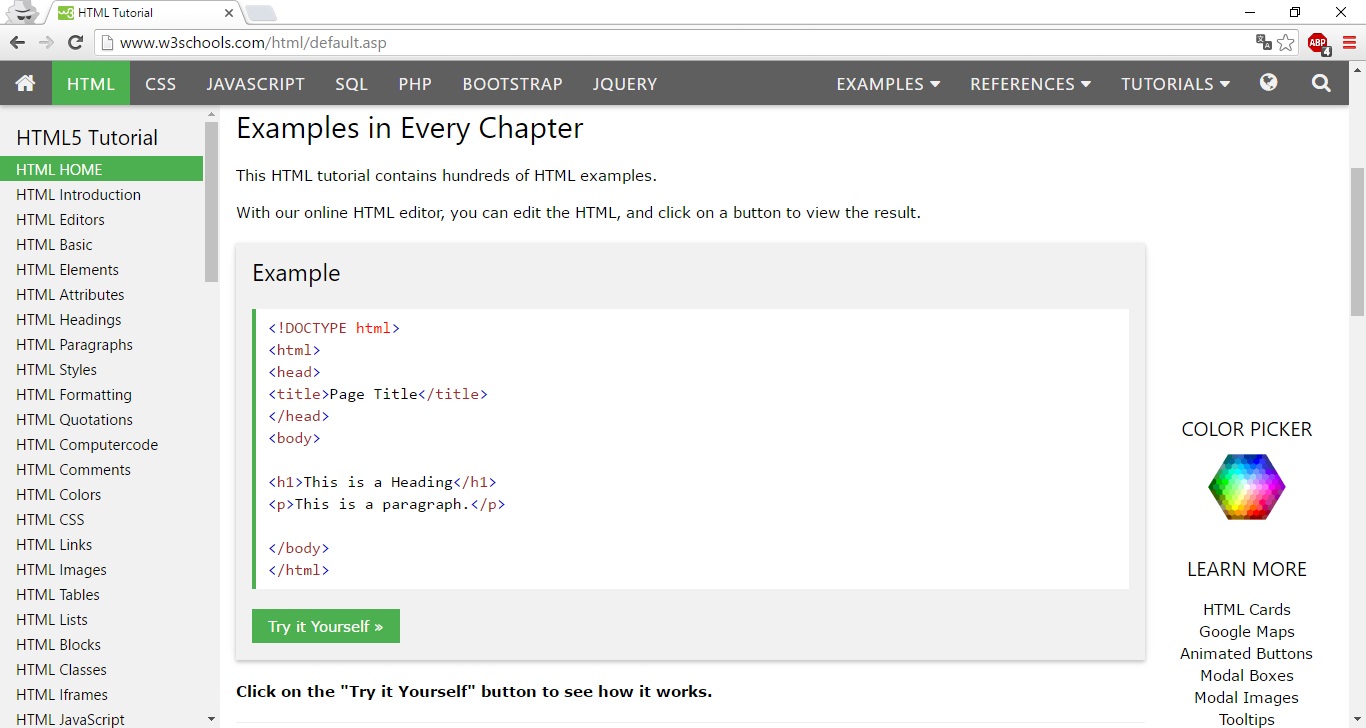 HTML Tutorial
www.w3schools.com/html/default.asp
ABP
4
HTML CSS JAVASCRIPT SQL PHP BOOTSTRAP JQUERY EXAMPLES REFERENCES TUTORIALS
HTML5 Tutorial
HTML HOME
HTML Introduction
HTML Editors
HTML Basic
HTML Elements
HTML Attributes
HTML Headings
HTML Paragraphs
HTML Styles
HTML Formatting
HTML Quotations
HTML Computercode
HTML Comments
HTML Colors
HTML CSS
HTML Links
HTML Images
HTML Tables
HTML Lists
HTML Blocks
HTML Classes
HTML Iframes
HTML JavaScript
Examples in Every Chapter
This HTML tutorial contains hundreds of HTML examples.
With our online HTML editor, you can edit the HTML, and click on a button to view the result.
Example
<!DOCTYPE html>
<html>
<head>
<title>Page Title</title>
</head>
<body>
<h1>This is a Heading</h1>
<p>This is a paragraph.</p>
</body>
</html>
Try it Yourself »
Click on the "Try it Yourself" button to see how it works.
COLOR PICKER
LEARN MORE
HTML Cards
Google Maps
Animated Buttons
Modal Boxes
Modal Images
Tooltips